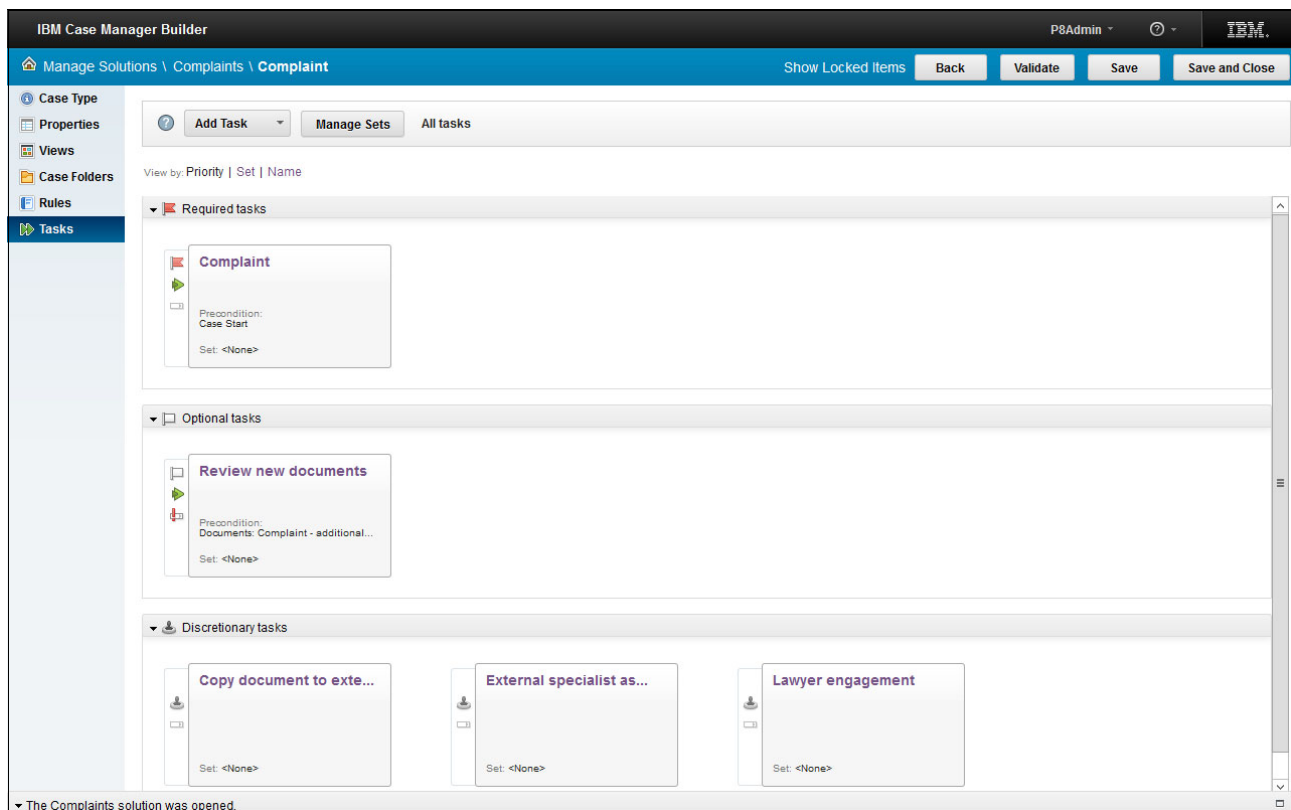 IBM Case Manager Builder
P8Admin
?
IBM.
Manage Solutions \ Complaints \ Complaint
Show Locked Items
Back
Validate
Save
Save and Close
Case Type
Properties
Views
Case Folders
Rules
Tasks
?
Add Task
Manage Sets
All tasks
View by: Priority | Set | Name
Required tasks
Complaint
Precondition:
Case Start
Set: <None>
Optional tasks
Review new documents
Precondition:
Documents: Complaint - additional...
Set: <None>
Discretionary tasks
Copy document to exte...
Set: <None>
External specialist as...
Set: <None>
Lawyer engagement
Set: <None>
The Complaints solution was opened.